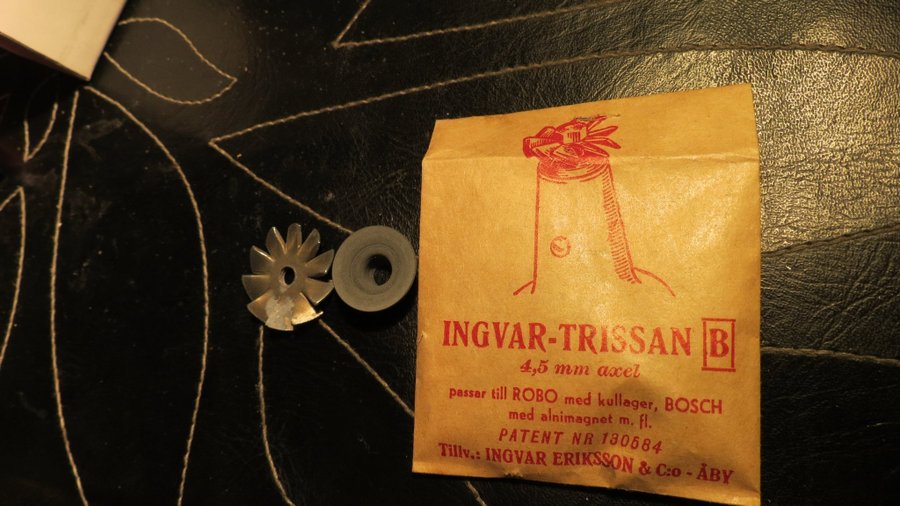 INGVAR-TRISSAN B
4,5 mm axel
passar till ROBO med kullager, BOSCH
med alnimagnet m. fl.
PATENT NR 130584
Tillv.: INGVAR ERIKSSON & C:o - ÅBY